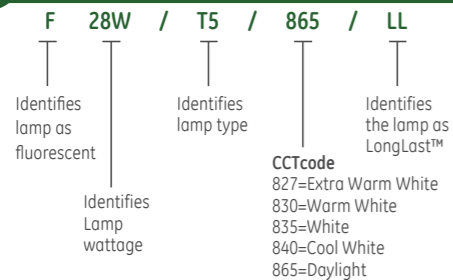 F 28W / T5 / 865 / LL
Identifies
lamp as
fluorescent
Identifies
Lamp
wattage
Identifies
lamp type
CCTcode
827=Extra Warm White
830=Warm White
835=White
840=Cool White
865=Daylight
Identifies
the lamp as
LongLast™